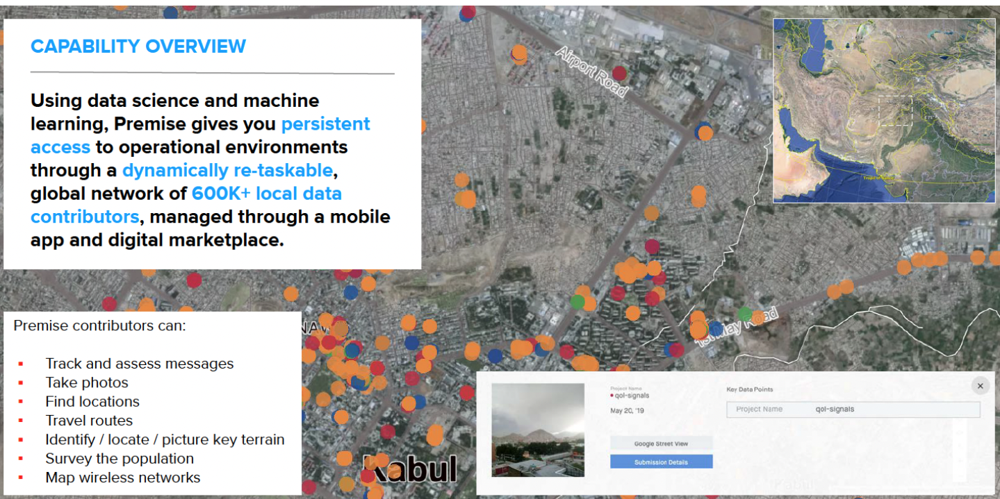 CAPABILITY OVERVIEW
Using data science and machine
learning, Premise gives you persistent
access to operational environments
through a dynamically re-taskable,
global network of 600K+ local data
contributors, managed through a mobile
app and digital marketplace.
Airport Road
Premise contributors can:
▪ Track and assess messages
▪ Take photos
▪ Find locations
▪ Travel routes
▪ Identify / locate / picture key terrain
▪ Survey the population
▪ Map wireless networks
1st May Road
Kabul
Project Name
qol-signals
May 20, '19
Google Street View
Submission Details
Key Data Points
Project Name qol-signals